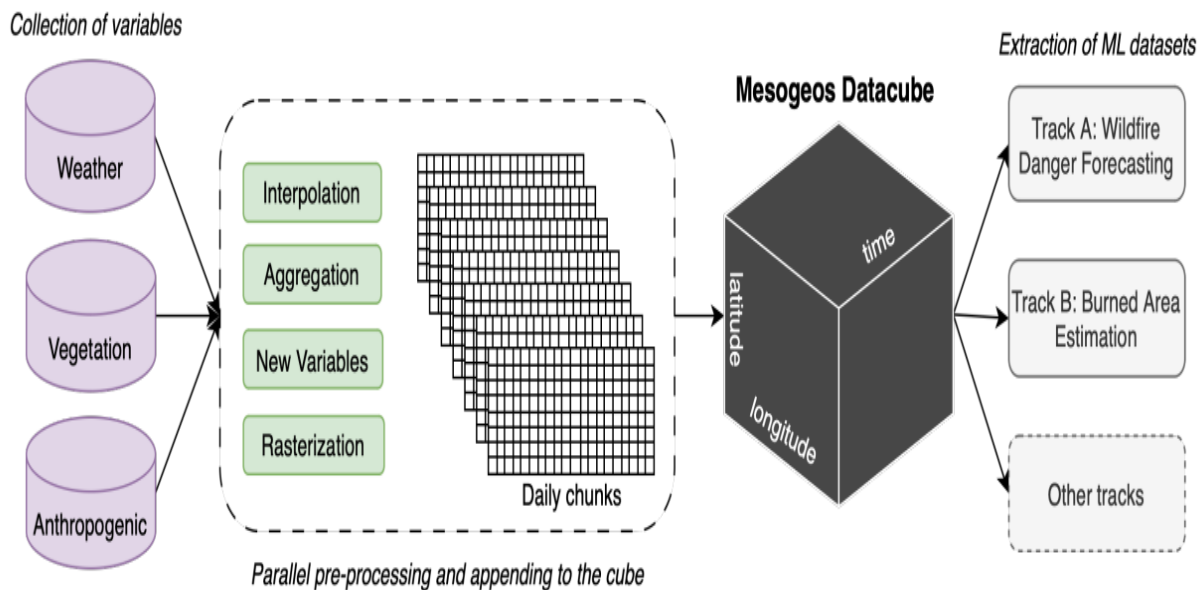 Collection of variables
Weather
Vegetation
Anthropogenic
Interpolation
Aggregation
New Variables
Rasterization
Daily chunks
Parallel pre-processing and appending to the cube
Mesogeos Datacube
time
latitude
longitude
Extraction of ML datasets
Track A: Wildfire
Danger Forecasting
Track B: Burned Area
Estimation
Other tracks